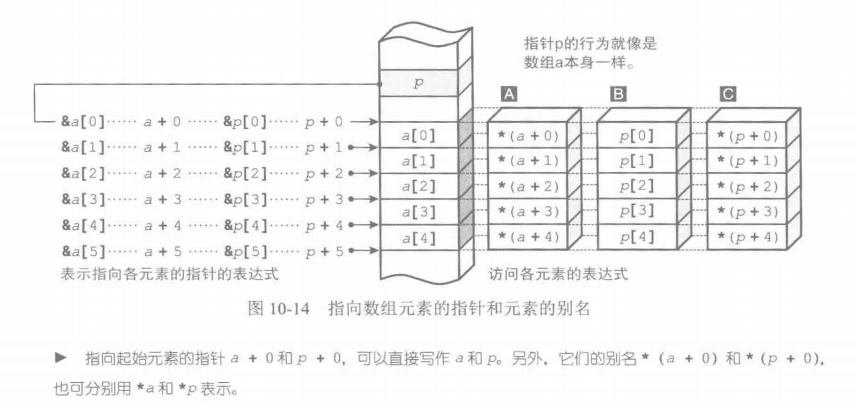 指针p的行为就像是
数组a本身一样。
p
A B C
&a[0]…… a + 0 …… &p[0]…… p + 0 a[0] *(a + 0) p[0] *(p + 0)
&a[1]…… a + 1 …… &p[1]…… p + 1 a[1] *(a + 1) p[1] *(p + 1)
&a[2]…… a + 2 …… &p[2]…… p + 2 a[2] *(a + 2) p[2] *(p + 2)
&a[3]…… a + 3 …… &p[3]…… p + 3 a[3] *(a + 3) p[3] *(p + 3)
&a[4]…… a + 4 …… &p[4]…… p + 4 a[4] *(a + 4) p[4] *(p + 4)
&a[5]…… a + 5 …… &p[5]…… p + 5
表示指向各元素的指针的表达式 访问各元素的表达式
图 10-14 指向数组元素的指针和元素的别名
▶ 指向起始元素的指针 a + 0 和 p + 0，可以直接写作 a 和 p。另外，它们的别名 * (a + 0) 和 * (p + 0)，
也可分别用 *a 和 *p 表示。